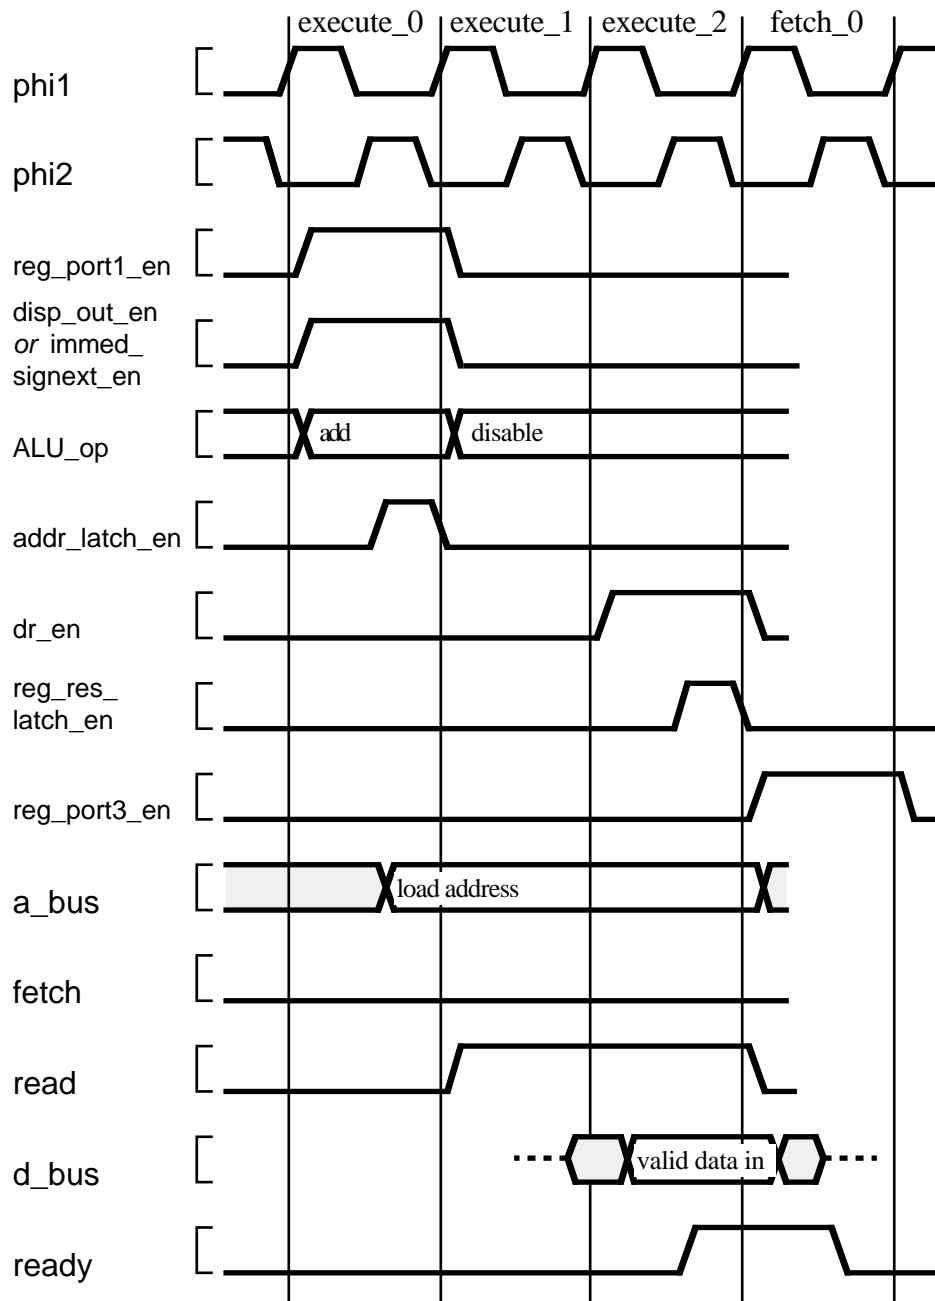 execute_0 execute_1 execute_2 fetch_0
phi1
phi2
reg_port1_en
disp_out_en
or immed_
signext_en
ALU_op
add
disable
addr_latch_en
dr_en
reg_res_
latch_en
reg_port3_en
a_bus
load address
fetch
read
d_bus
valid data in
ready